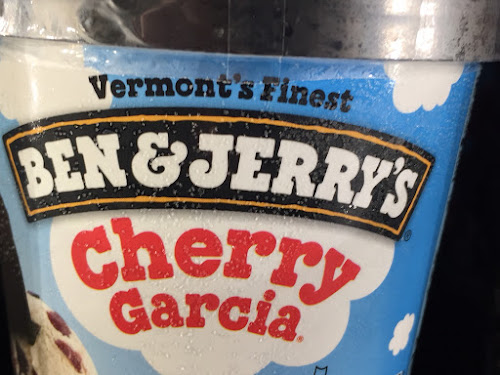 Vermont's Finest
BEN & JERRY'S®
Cherry
Garcia®